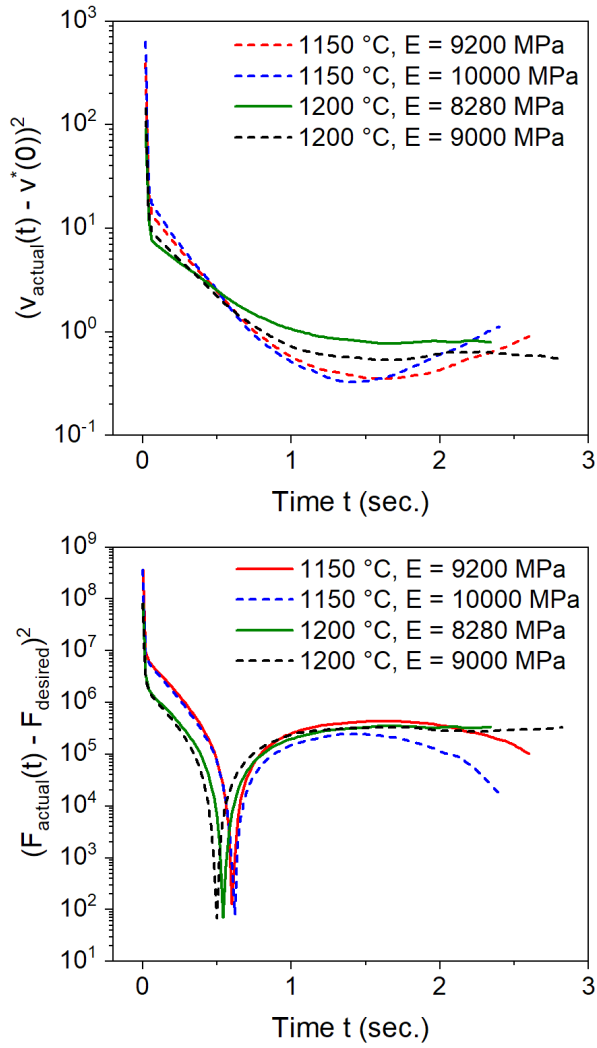 (v_actual(t) - v*(0))²
10³
10²
10¹
10⁰
10⁻¹
1150 °C, E = 9200 MPa
1150 °C, E = 10000 MPa
1200 °C, E = 8280 MPa
1200 °C, E = 9000 MPa
0 1 2 3
Time t (sec.)
(F_actual(t) - F_desired)²
10⁹
10⁸
10⁷
10⁶
10⁵
10⁴
10³
10²
10¹
1150 °C, E = 9200 MPa
1150 °C, E = 10000 MPa
1200 °C, E = 8280 MPa
1200 °C, E = 9000 MPa
0 1 2 3
Time t (sec.)